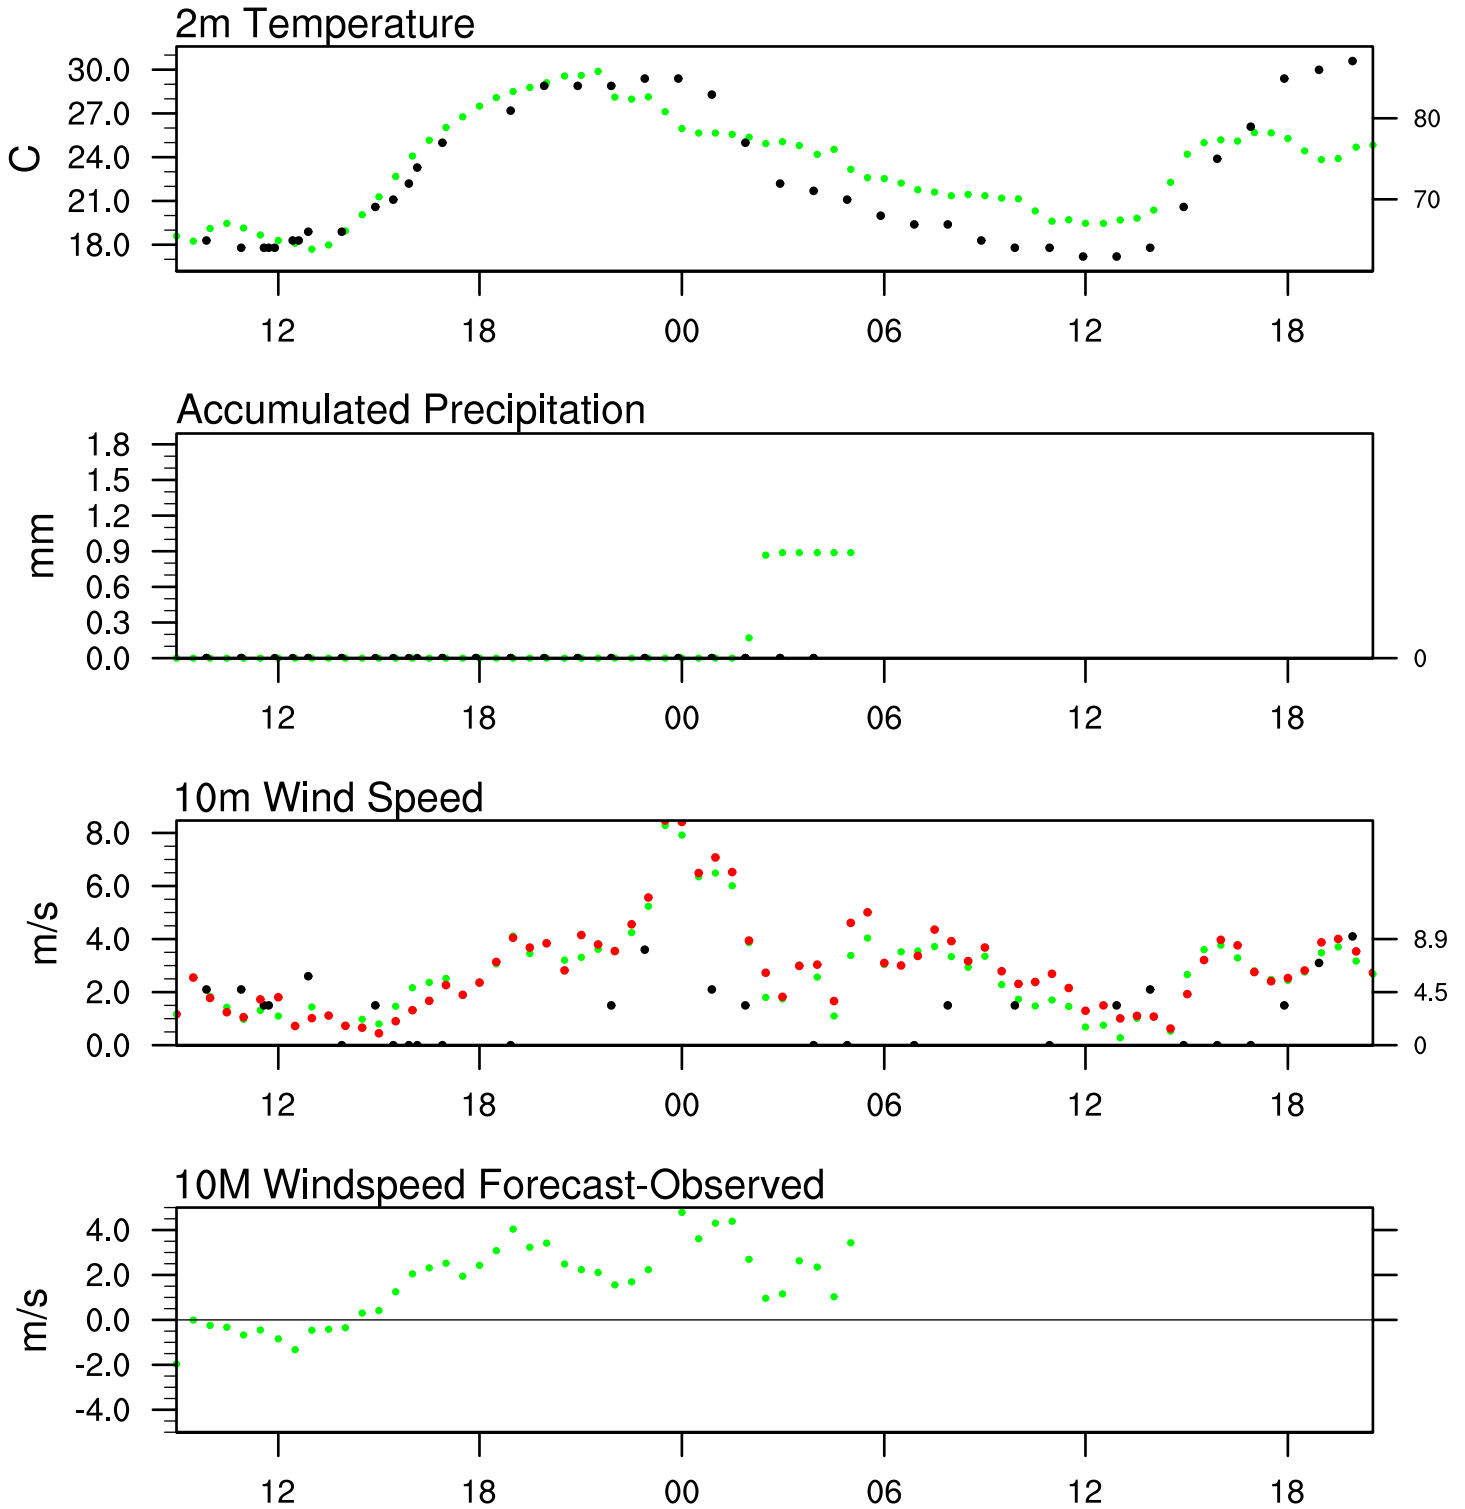 2m Temperature
30.0
27.0
24.0
21.0
18.0
C
80
70
12 18 00 06 12 18
Accumulated Precipitation
1.8
1.5
1.2
0.9
0.6
0.3
0.0
mm
0
12 18 00 06 12 18
10m Wind Speed
8.0
6.0
4.0
2.0
0.0
m/s
8.9
4.5
0
12 18 00 06 12 18
10M Windspeed Forecast-Observed
4.0
2.0
0.0
-2.0
-4.0
m/s
12 18 00 06 12 18